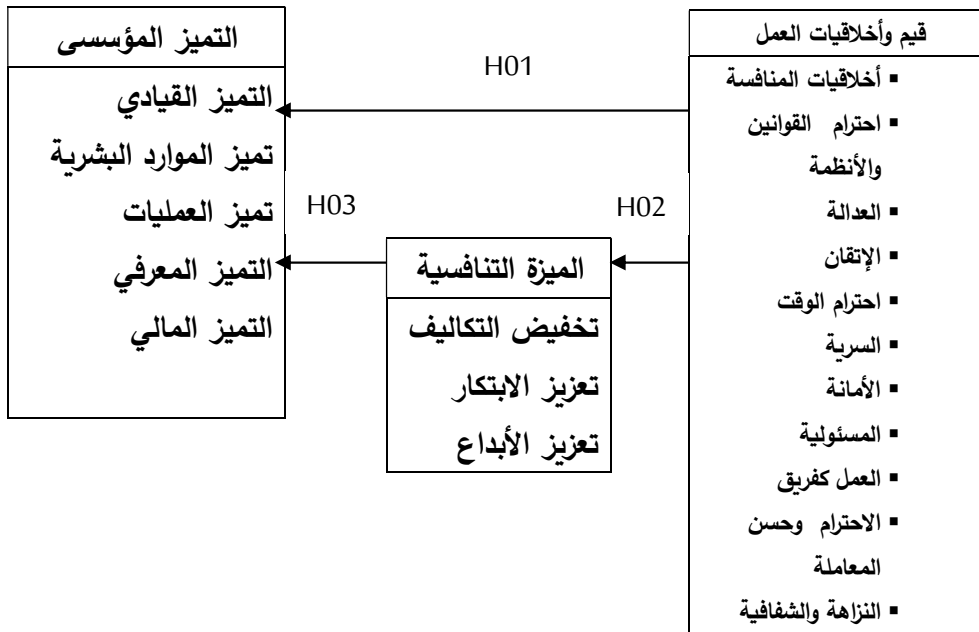 قيم وأخلاقيات العمل
▪ أخلاقيات المنافسة
▪ احترام القوانين
والأنظمة
▪ العدالة
▪ الإتقان
▪ احترام الوقت
▪ السرية
▪ الأمانة
▪ المسئولية
▪ العمل كفريق
▪ الاحترام وحسن
المعاملة
▪ النزاهة والشفافية
H01
H02
H03
الميزة التنافسية
تخفيض التكاليف
تعزيز الابتكار
تعزيز الأبداع
التميز المؤسسى
التميز القيادي
تميز الموارد البشرية
تميز العمليات
التميز المعرفي
التميز المالي